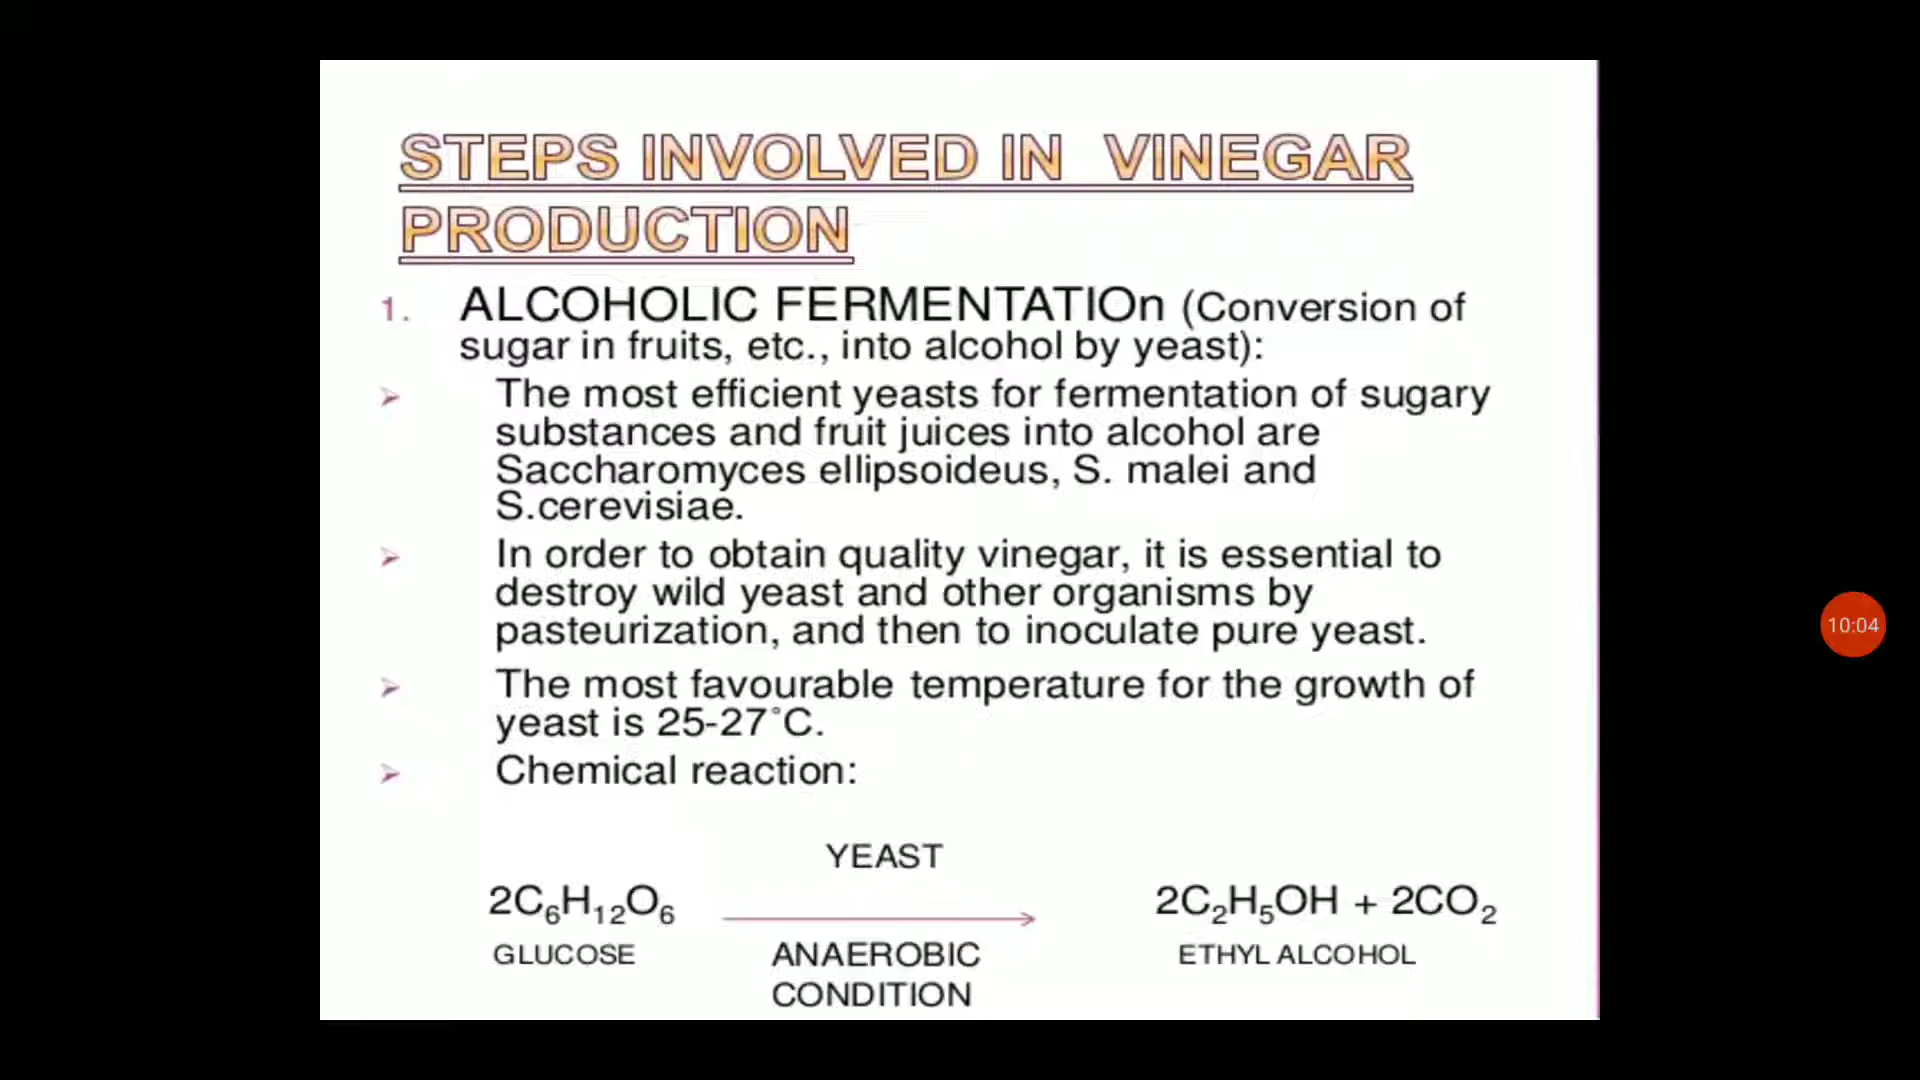 STEPS INVOLVED IN VINEGAR
PRODUCTION
1. ALCOHOLIC FERMENTATIOn (Conversion of
sugar in fruits, etc., into alcohol by yeast):
➢ The most efficient yeasts for fermentation of sugary
substances and fruit juices into alcohol are
Saccharomyces ellipsoideus, S. malei and
S.cerevisiae.
➢ In order to obtain quality vinegar, it is essential to
destroy wild yeast and other organisms by
pasteurization, and then to inoculate pure yeast.
➢ The most favourable temperature for the growth of
yeast is 25-27˚C.
➢ Chemical reaction:
YEAST
2C₆H₁₂O₆ → 2C₂H₅OH + 2CO₂
GLUCOSE ANAEROBIC ETHYL ALCOHOL
CONDITION
10:04